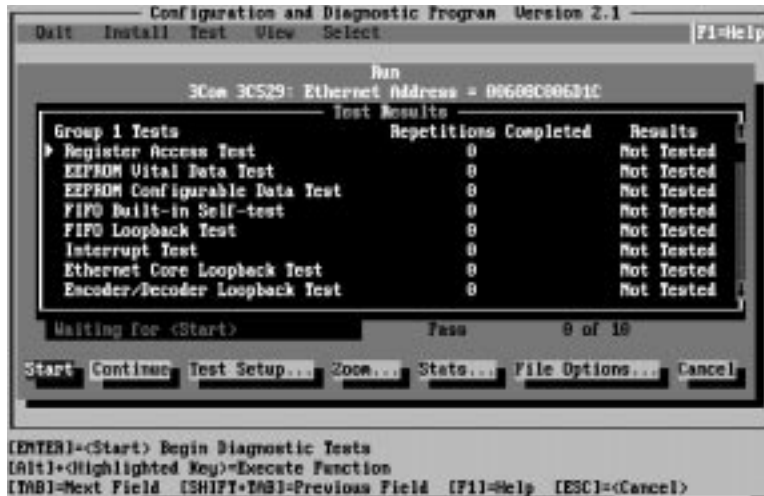 Configuration and Diagnostic Program Version 2.1
Quit Install Test View Select F1=Help
Run
3Com 3C529: Ethernet Address = 00608C006D1C
Test Results
Group 1 Tests Repetitions Completed Results
Register Access Test 0 Not Tested
EEPROM Vital Data Test 0 Not Tested
EEPROM Configurable Data Test 0 Not Tested
FIFO Built-in Self-test 0 Not Tested
FIFO Loopback Test 0 Not Tested
Interrupt Test 0 Not Tested
Ethernet Core Loopback Test 0 Not Tested
Encoder/Decoder Loopback Test 0 Not Tested
Waiting for <Start> Pass 0 of 10
Start Continue Test Setup... Zoom... Stats... File Options... Cancel
[ENTER]=<Start> Begin Diagnostic Tests
[Alt]+<Highlighted Key>=Execute Function
[TAB]=Next Field [SHIFT+TAB]=Previous Field [F1]=Help [ESC]=<Cancel>